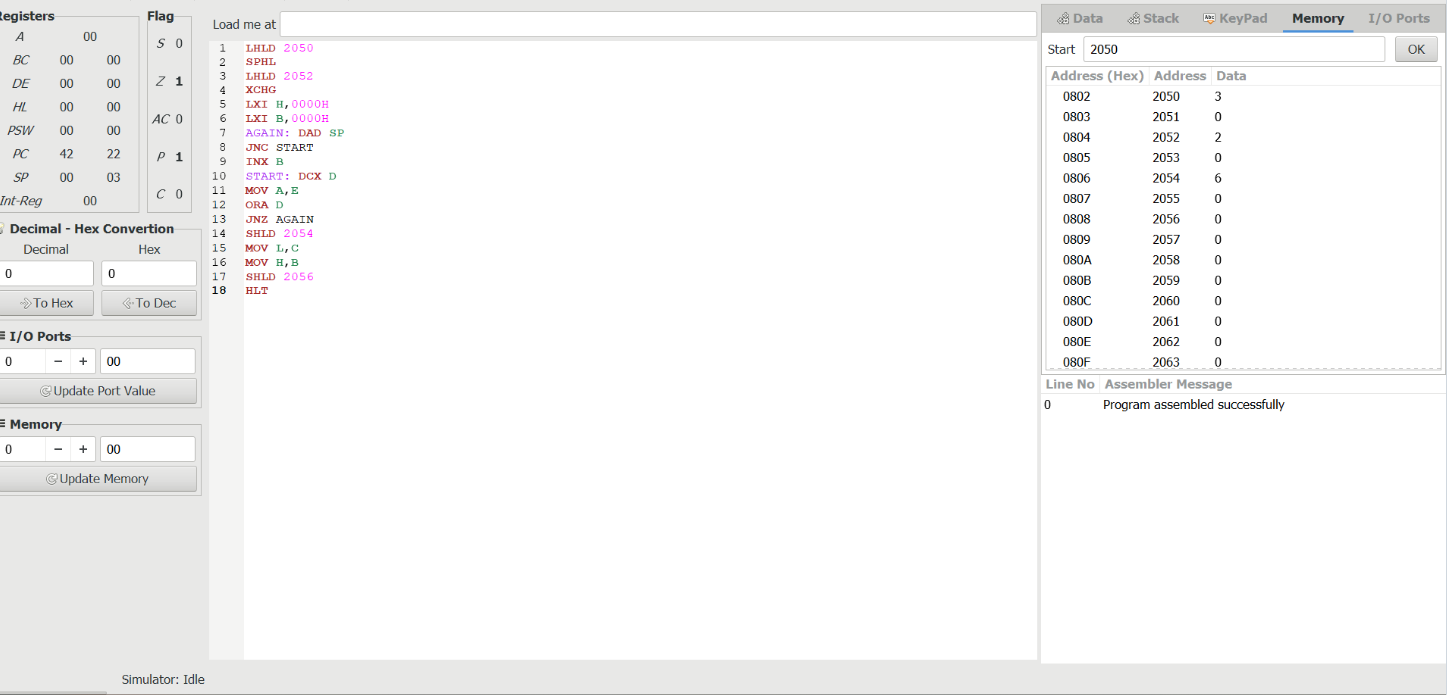 Registers
A 00
BC 00 00
DE 00 00
HL 00 00
PSW 00 00
PC 42 22
SP 00 03
Int-Reg 00
Flag
S 0
Z 1
AC 0
P 1
C 0
Decimal - Hex Convertion
Decimal Hex
0 0
To Hex To Dec
I/O Ports
0 − + 00
Update Port Value
Memory
0 − + 00
Update Memory
Load me at
1 LHLD 2050
2 SPHL
3 LHLD 2052
4 XCHG
5 LXI H,0000H
6 LXI B,0000H
7 AGAIN: DAD SP
8 JNC START
9 INX B
10 START: DCX D
11 MOV A,E
12 ORA D
13 JNZ AGAIN
14 SHLD 2054
15 MOV L,C
16 MOV H,B
17 SHLD 2056
18 HLT
Data Stack KeyPad Memory I/O Ports
Start 2050 OK
Address (Hex) Address Data
0802 2050 3
0803 2051 0
0804 2052 2
0805 2053 0
0806 2054 6
0807 2055 0
0808 2056 0
0809 2057 0
080A 2058 0
080B 2059 0
080C 2060 0
080D 2061 0
080E 2062 0
080F 2063 0
Line No Assembler Message
0 Program assembled successfully
Simulator: Idle